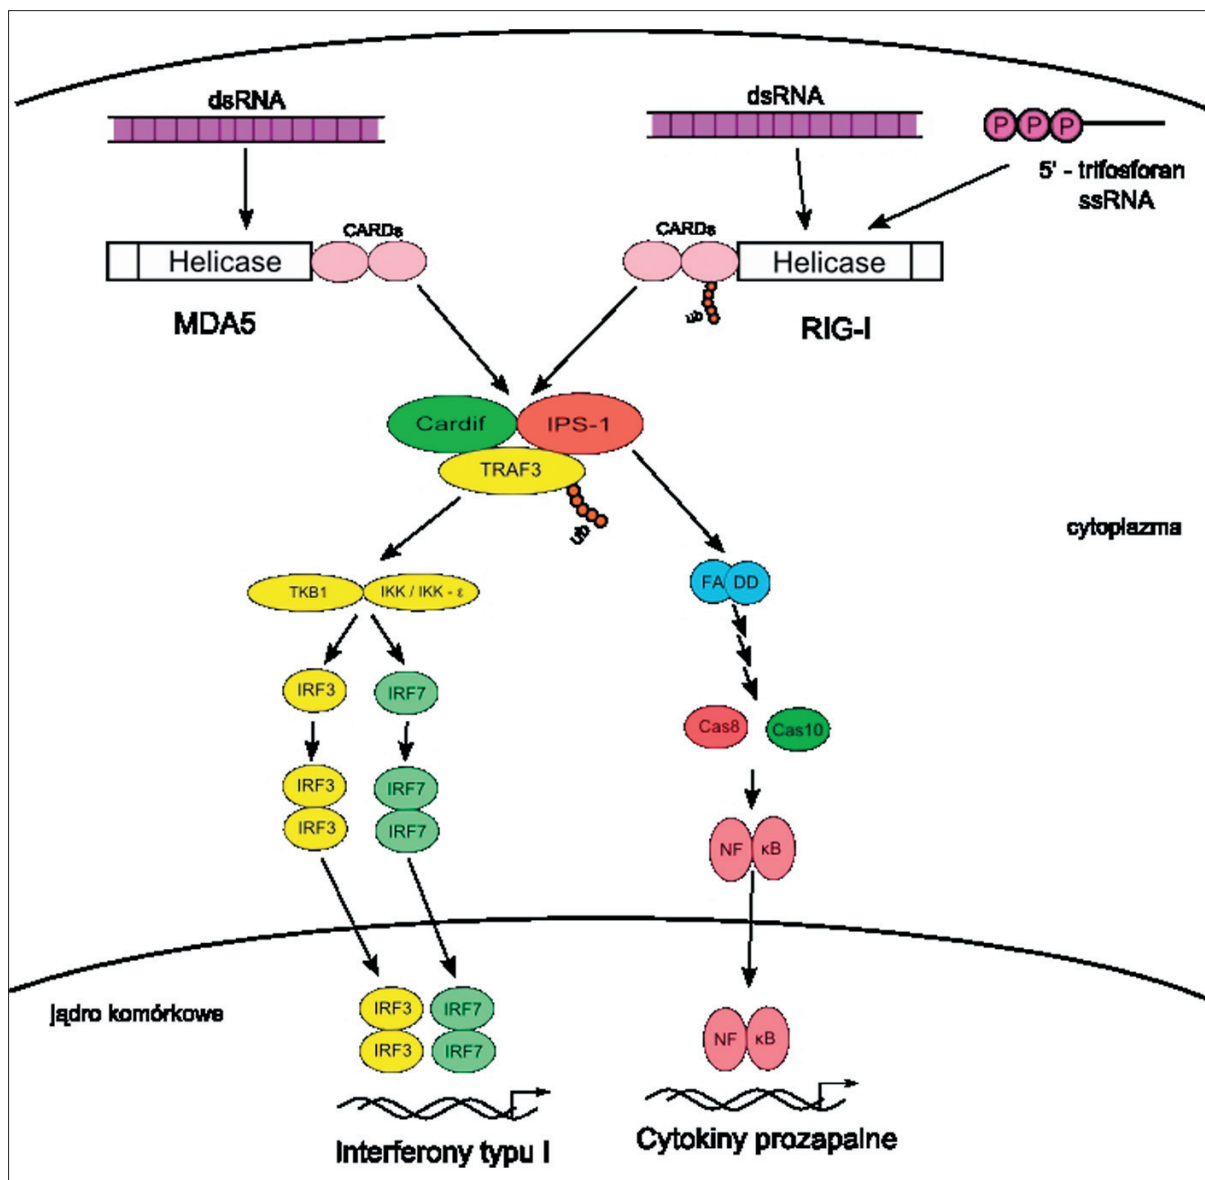 dsRNA
dsRNA
P P P
5' - trifosforan
ssRNA
CARDs
CARDs
Helicase
Helicase
MDA5
ub
RIG-I
Cardif
IPS-1
TRAF3
ub
cytoplazma
TKB1
IKK / IKK - ε
FA DD
IRF3
IRF7
Cas8
Cas10
IRF3
IRF7
IRF3
IRF7
NF κB
jądro komórkowe
IRF3
IRF7
IRF3
IRF7
NF κB
Interferony typu I
Cytokiny prozapalne